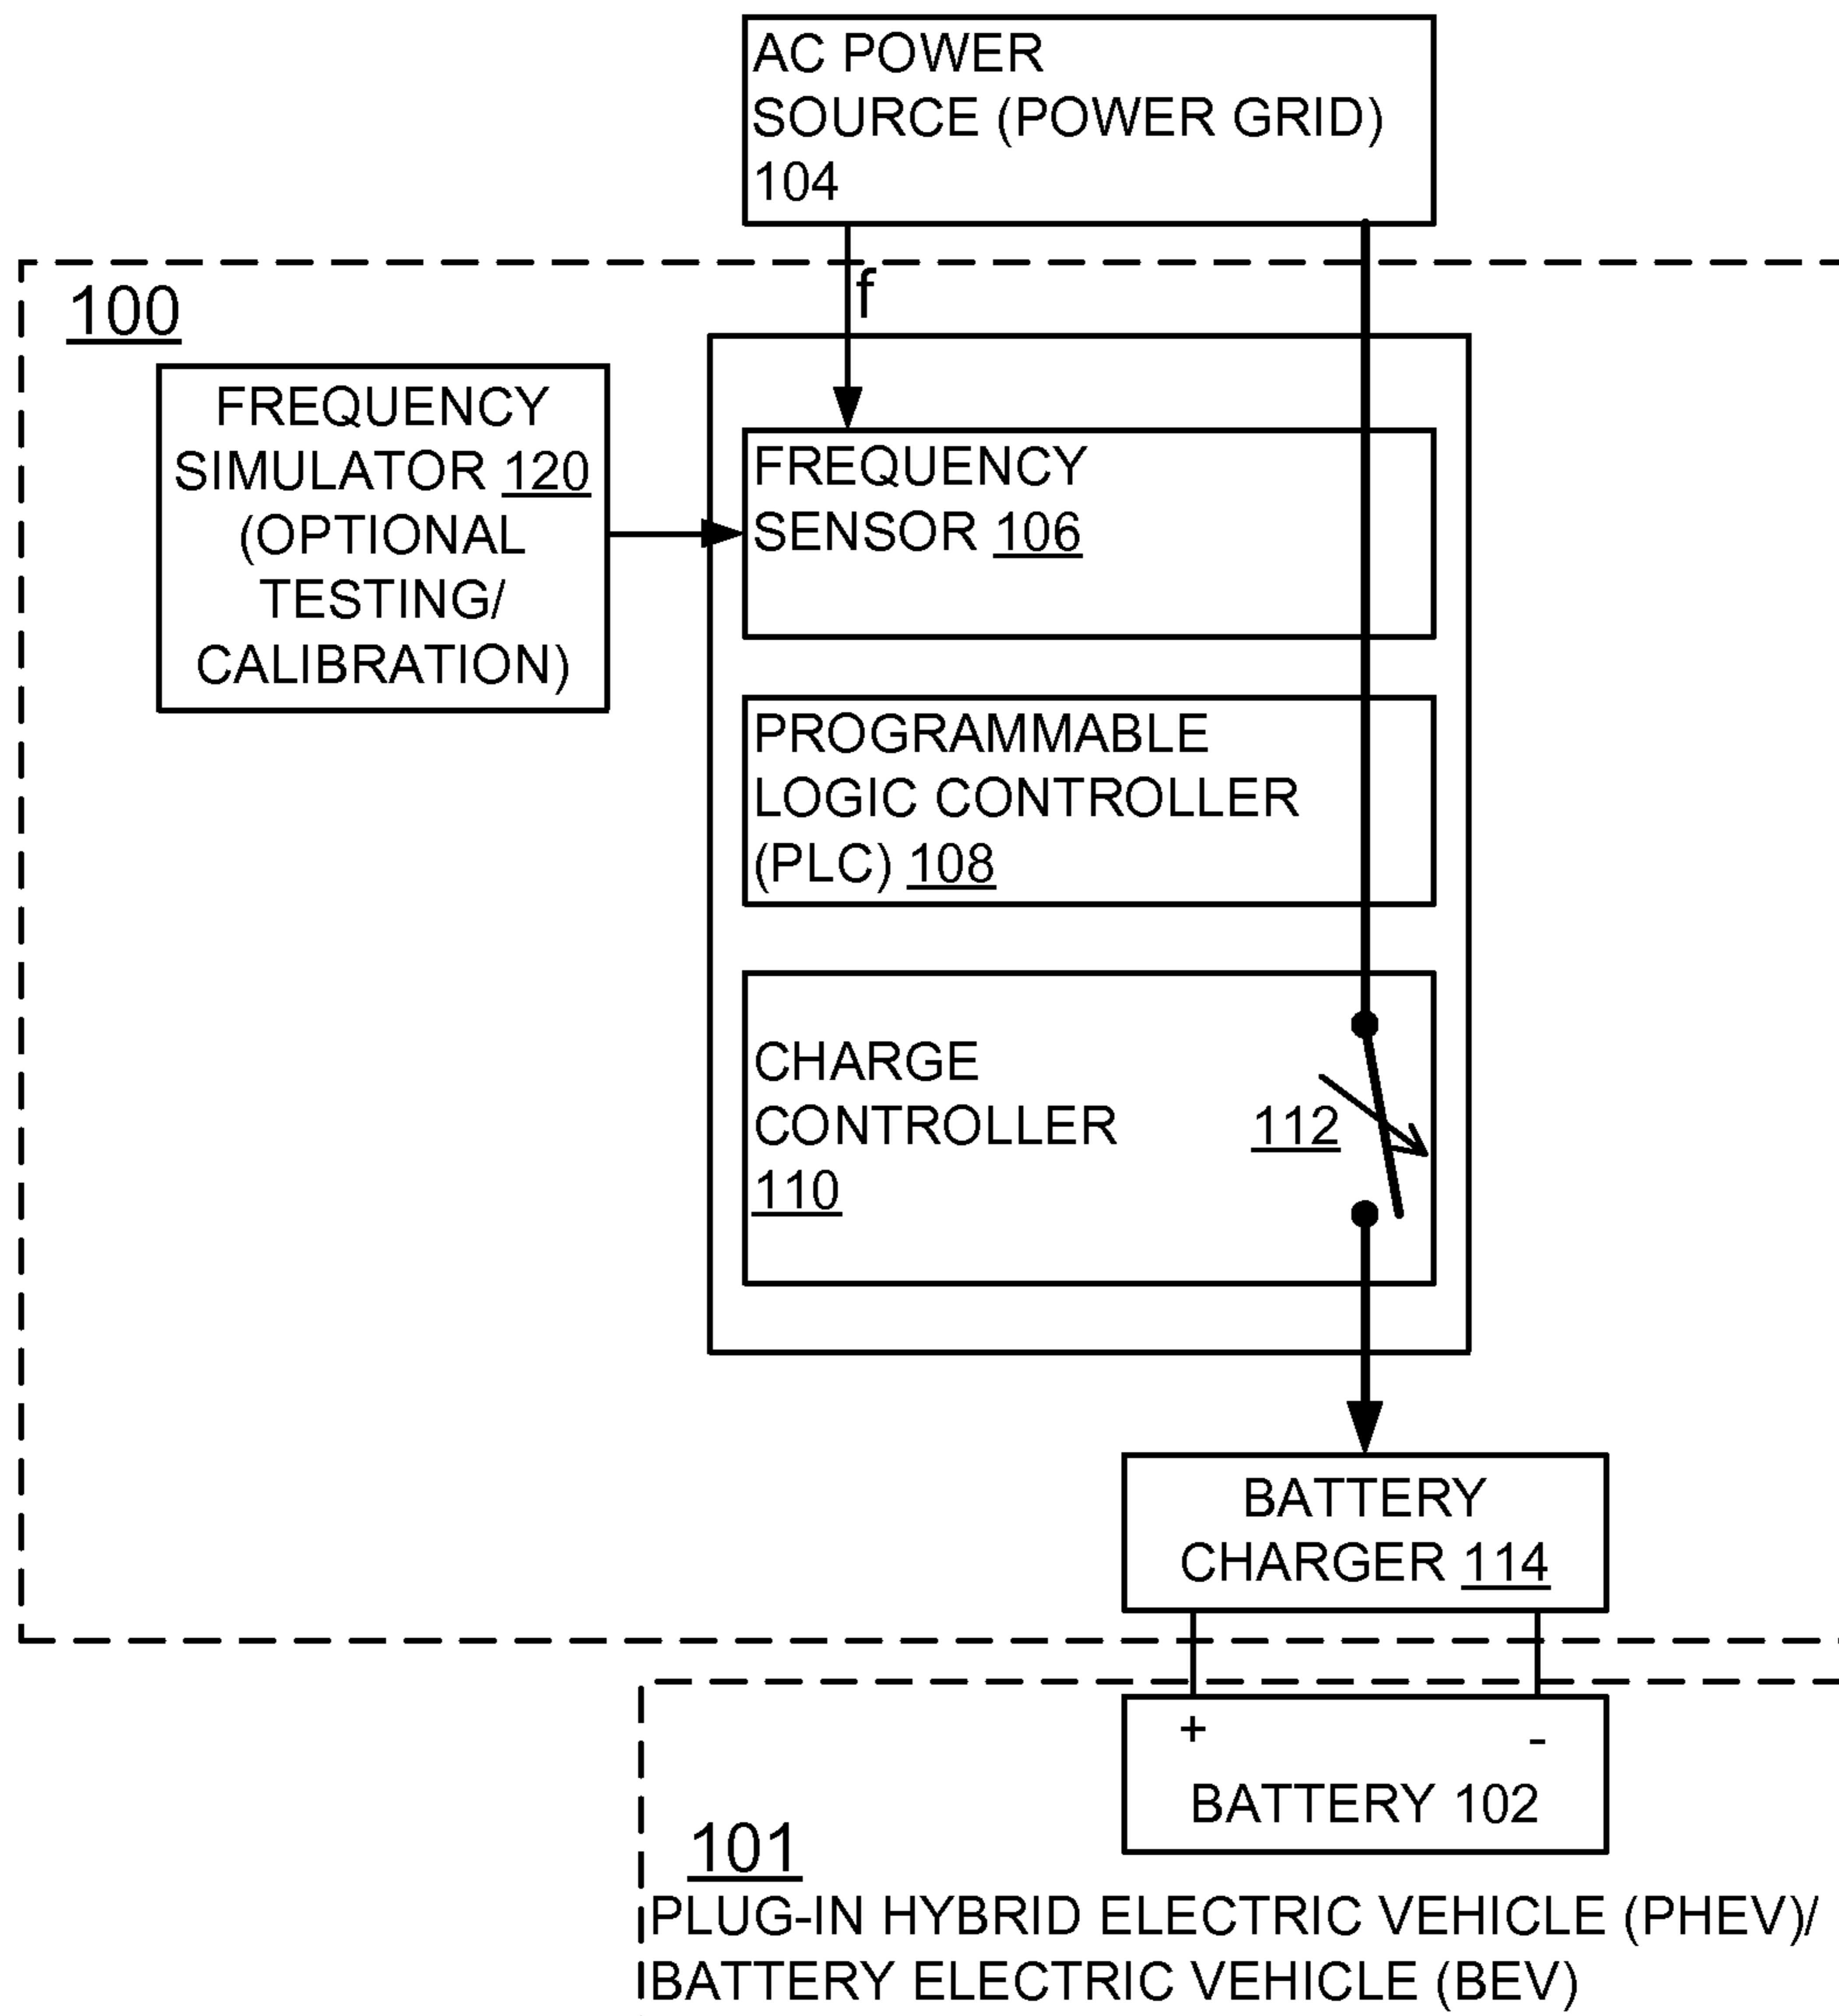 AC POWER
SOURCE (POWER GRID)
104
f
100
FREQUENCY
SIMULATOR 120
(OPTIONAL
TESTING/
CALIBRATION)
FREQUENCY
SENSOR 106
PROGRAMMABLE
LOGIC CONTROLLER
(PLC) 108
CHARGE
CONTROLLER
110
112
BATTERY
CHARGER 114
+ -
BATTERY 102
101
PLUG-IN HYBRID ELECTRIC VEHICLE (PHEV)/
BATTERY ELECTRIC VEHICLE (BEV)